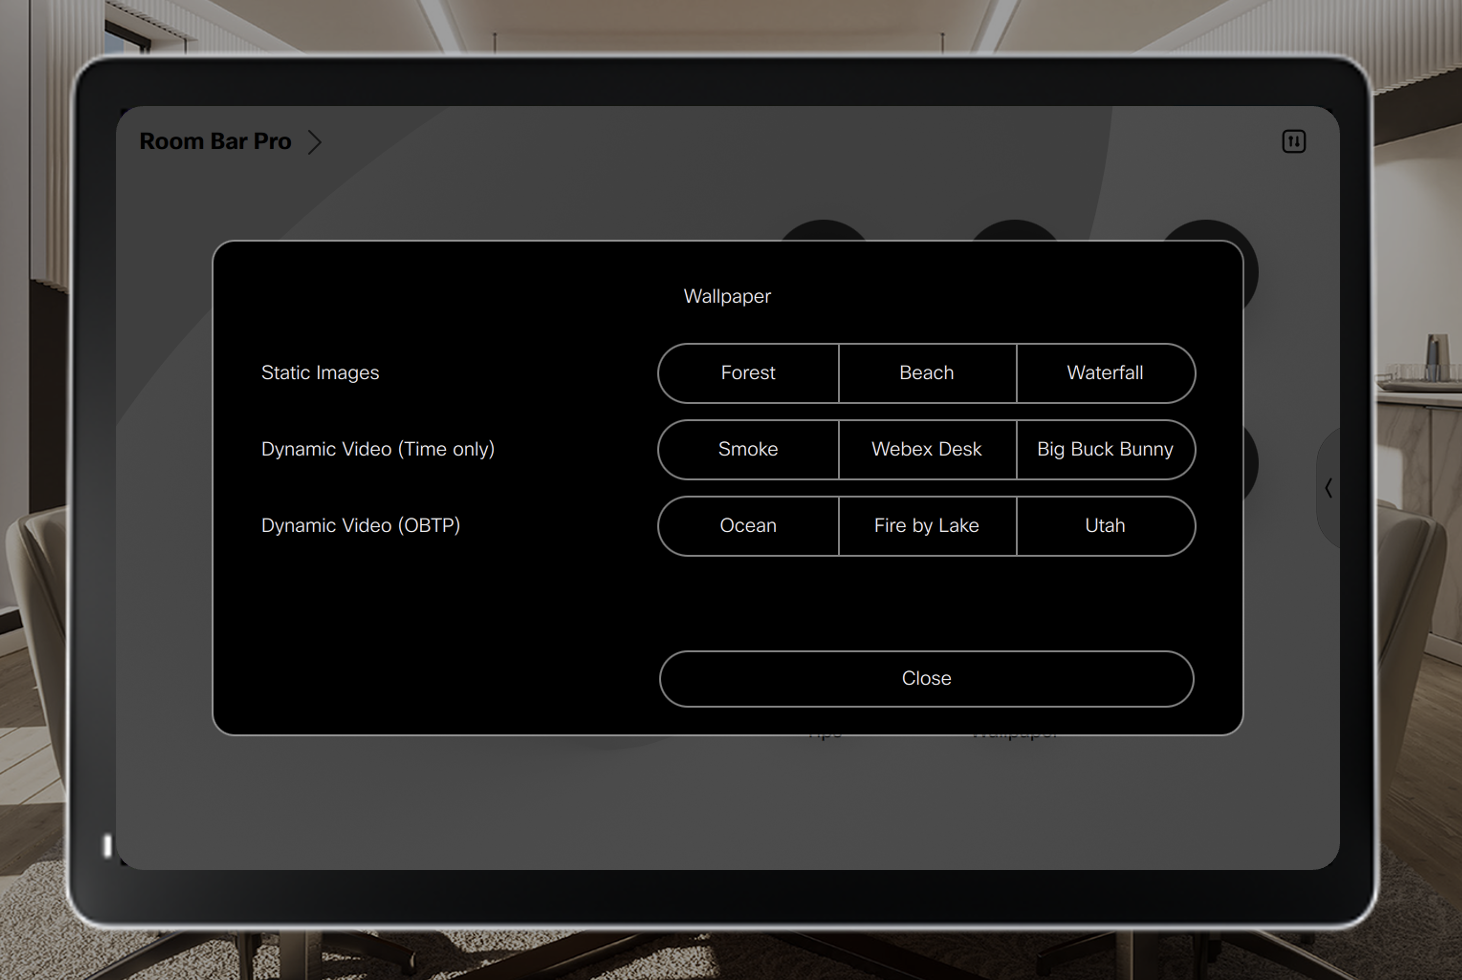 Room Bar Pro
Wallpaper
Static Images
Forest
Beach
Waterfall
Dynamic Video (Time only)
Smoke
Webex Desk
Big Buck Bunny
Dynamic Video (OBTP)
Ocean
Fire by Lake
Utah
Close
Wallpaper